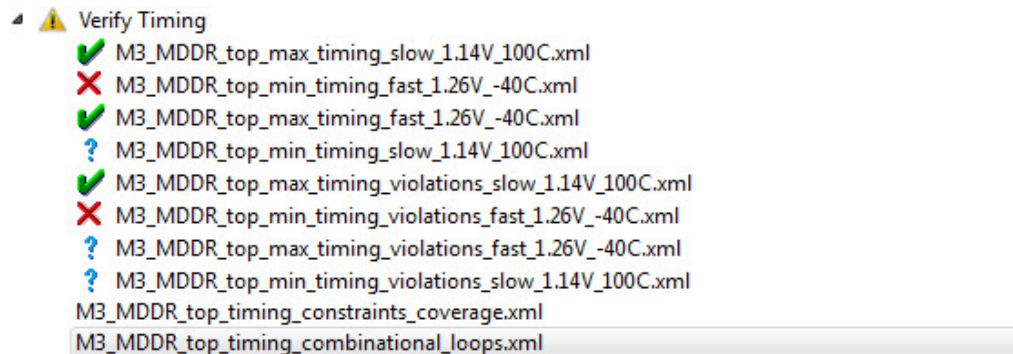 Verify Timing
M3_MDDR_top_max_timing_slow_1.14V_100C.xml
M3_MDDR_top_min_timing_fast_1.26V_-40C.xml
M3_MDDR_top_max_timing_fast_1.26V_-40C.xml
M3_MDDR_top_min_timing_slow_1.14V_100C.xml
M3_MDDR_top_max_timing_violations_slow_1.14V_100C.xml
M3_MDDR_top_min_timing_violations_fast_1.26V_-40C.xml
M3_MDDR_top_max_timing_violations_fast_1.26V_-40C.xml
M3_MDDR_top_min_timing_violations_slow_1.14V_100C.xml
M3_MDDR_top_timing_constraints_coverage.xml
M3_MDDR_top_timing_combinational_loops.xml